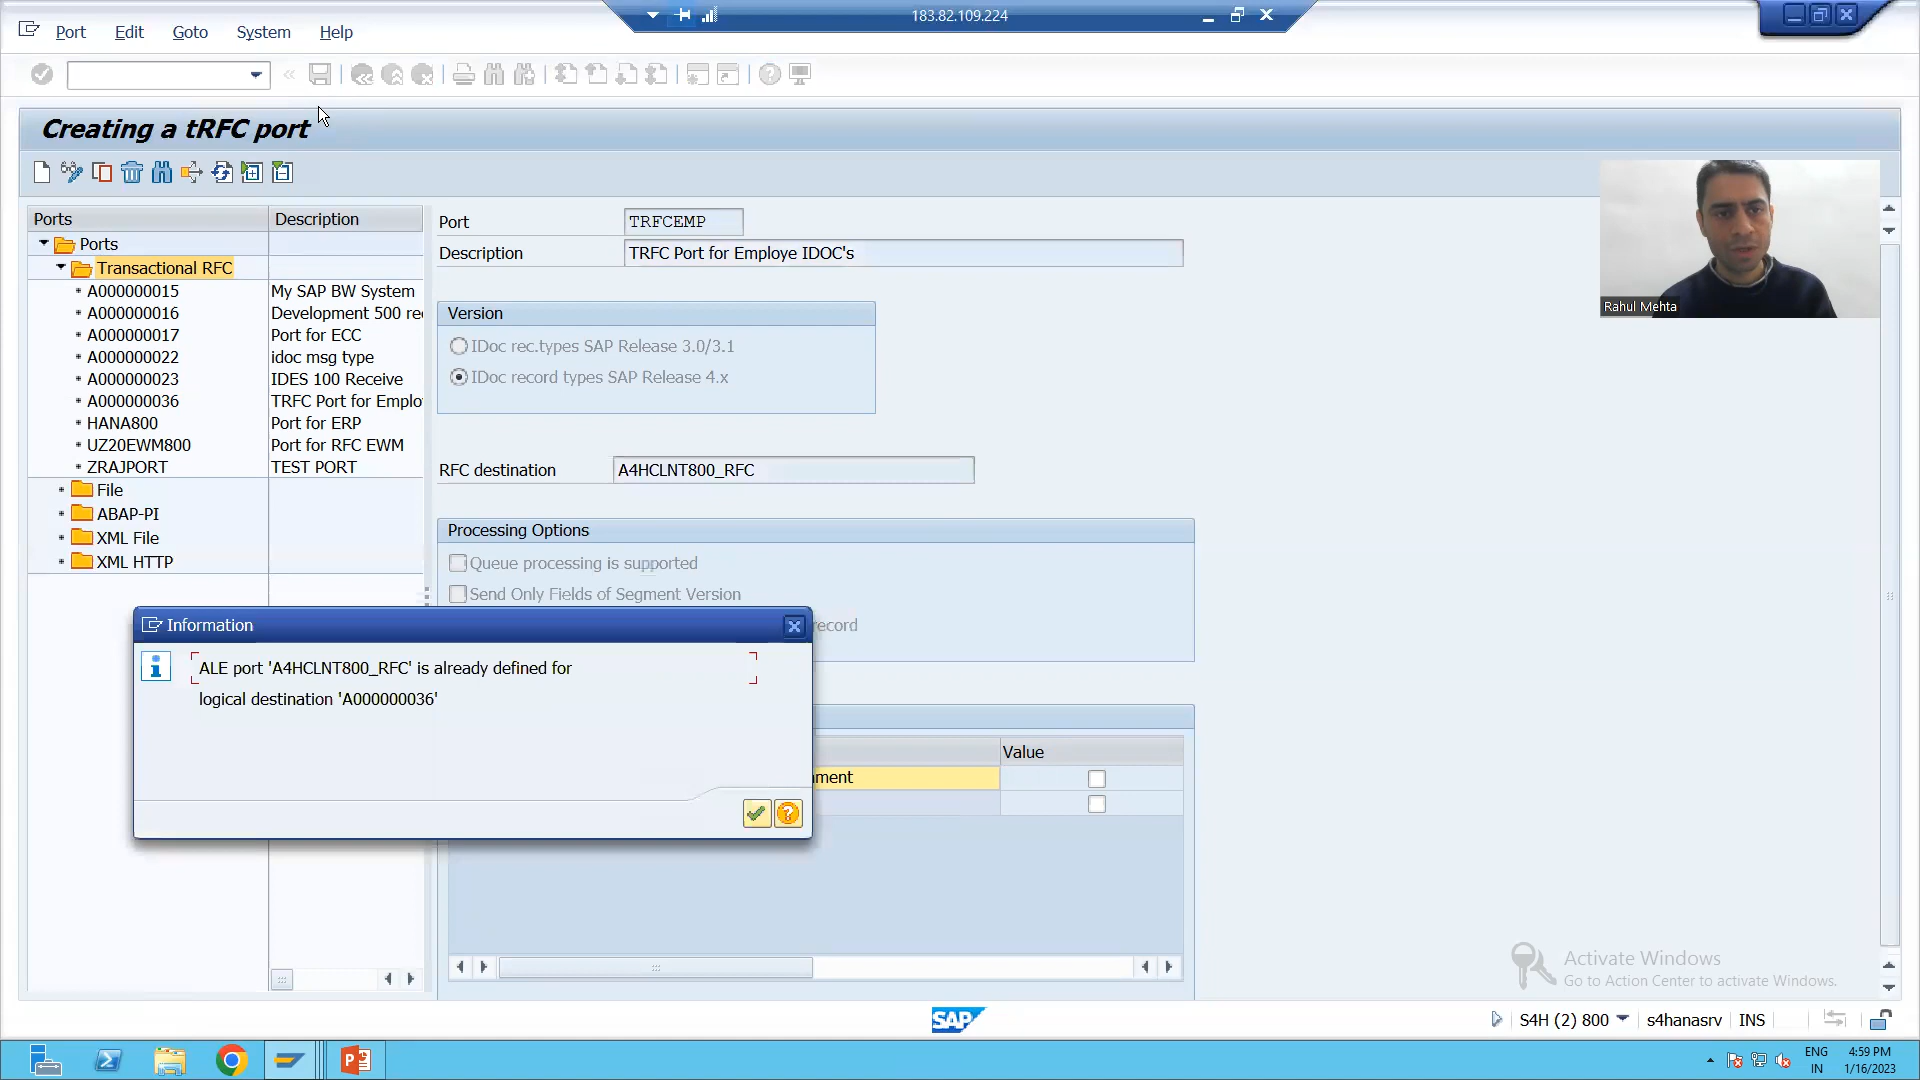 183.82.109.224
Port Edit Goto System Help
Creating a tRFC port
Rahul Mehta
Ports Description
Ports
Transactional RFC
A000000015 My SAP BW System
A000000016 Development 500 re
A000000017 Port for ECC
A000000022 idoc msg type
A000000023 IDES 100 Receive
A000000036 TRFC Port for Emplo
HANA800 Port for ERP
UZ20EWM800 Port for RFC EWM
ZRAJPORT TEST PORT
File
ABAP-PI
XML File
XML HTTP
Port TRFCEMP
Description TRFC Port for Employe IDOC's
Version
IDoc rec.types SAP Release 3.0/3.1
IDoc record types SAP Release 4.x
RFC destination A4HCLNT800_RFC
Processing Options
Queue processing is supported
Send Only Fields of Segment Version
record
Information
ALE port 'A4HCLNT800_RFC' is already defined for
logical destination 'A000000036'
Value
ment
Activate Windows
Go to Action Center to activate Windows.
SAP
S4H (2) 800 s4hanasrv INS
ENG
IN
4:59 PM
1/16/2023